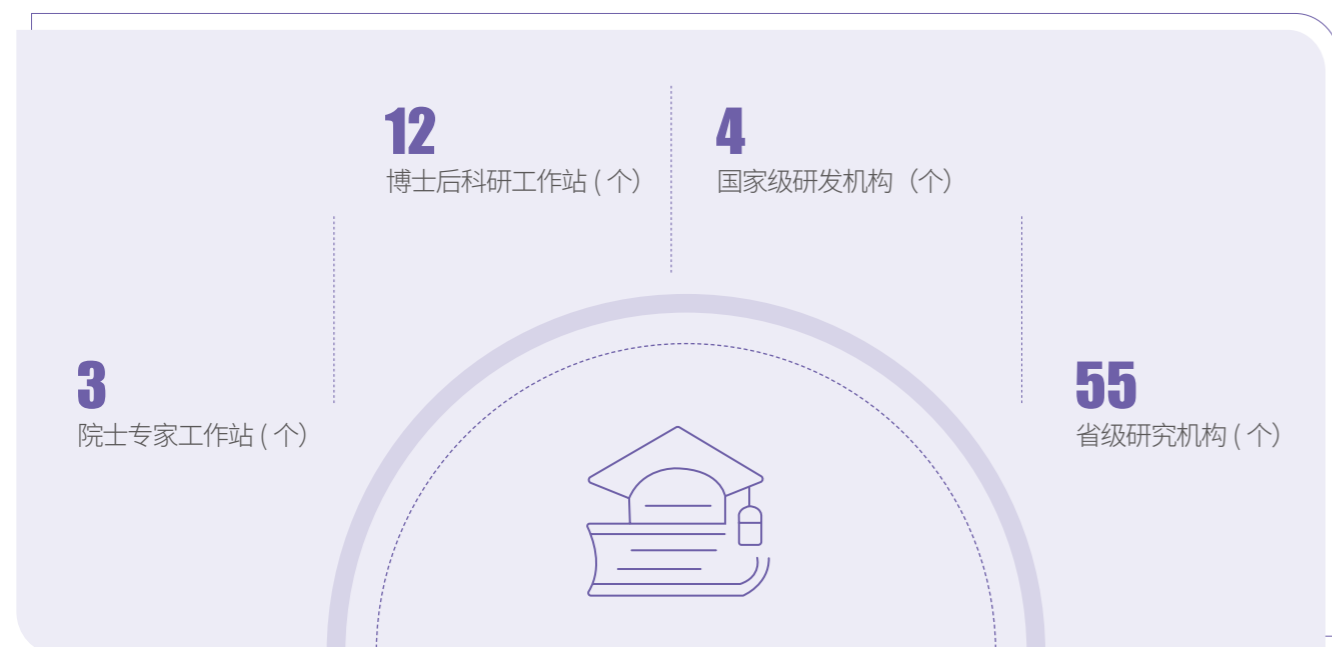 12
博士后科研工作站 ( 个）
4
国家级研发机构（个）
3
院士专家工作站 ( 个）
55
省级研究机构 ( 个）